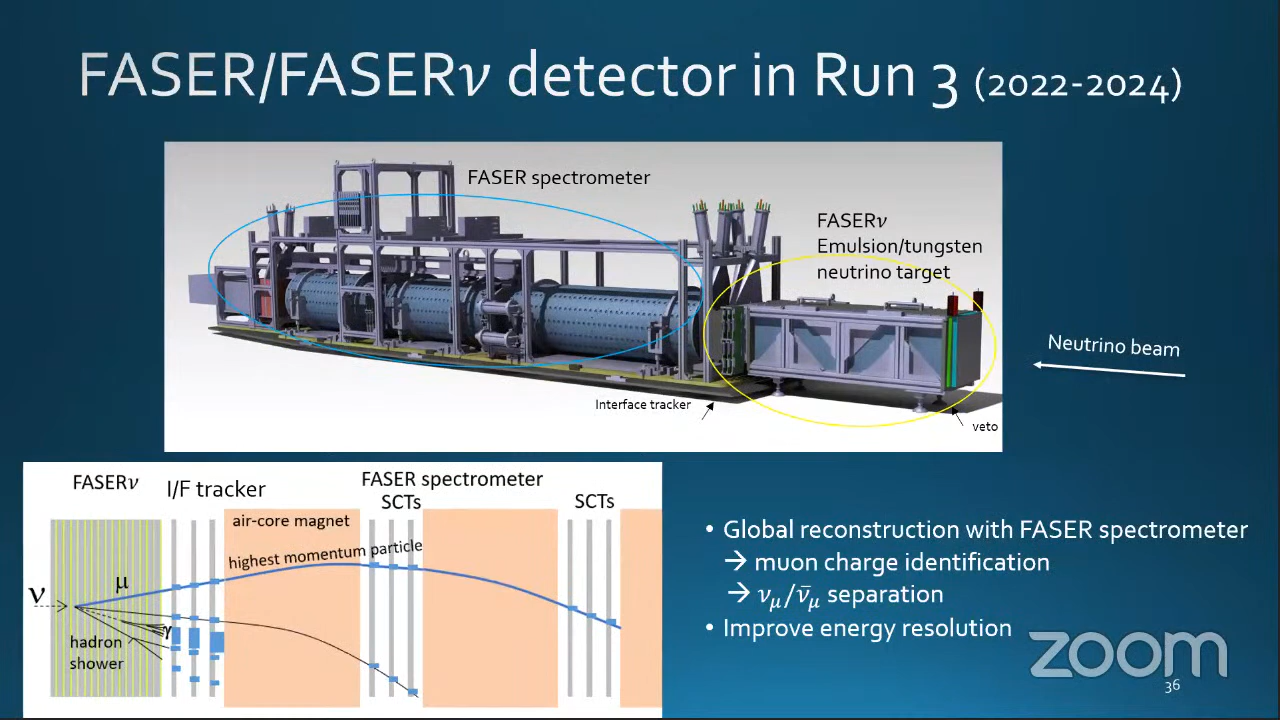 FASER/FASERν detector in Run 3 (2022-2024)
FASER spectrometer
FASERν
Emulsion/tungsten
neutrino target
Neutrino beam
Interface tracker
veto
FASERν
I/F tracker
FASER spectrometer
SCTs
SCTs
air-core magnet
highest momentum particle
μ
ν
γ
hadron
shower
• Global reconstruction with FASER spectrometer
→ muon charge identification
→ νμ/ν̄μ separation
• Improve energy resolution
zoom
36